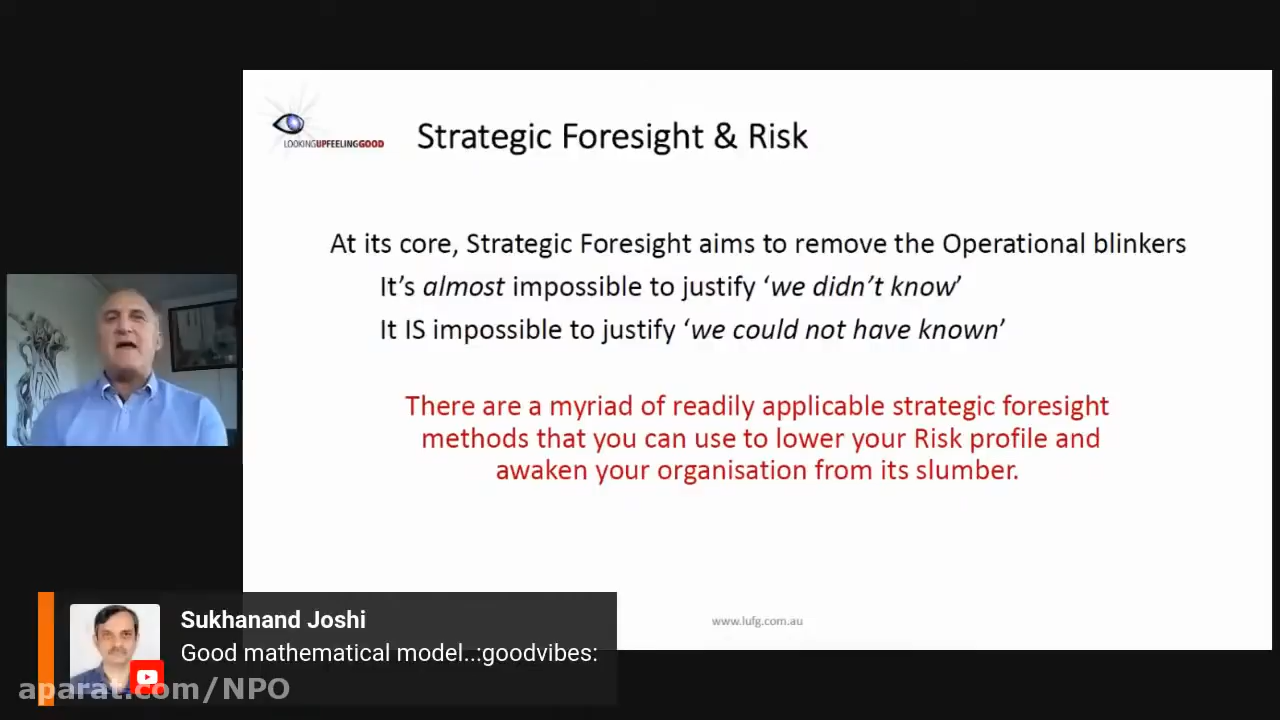 LOOKINGUPFEELINGGOOD
Strategic Foresight & Risk
At its core, Strategic Foresight aims to remove the Operational blinkers
It's almost impossible to justify ‘we didn't know’
It IS impossible to justify ‘we could not have known’
There are a myriad of readily applicable strategic foresight
methods that you can use to lower your Risk profile and
awaken your organisation from its slumber.
www.lufg.com.au
Sukhanand Joshi
Good mathematical model..:goodvibes:
aparat.com/NPO